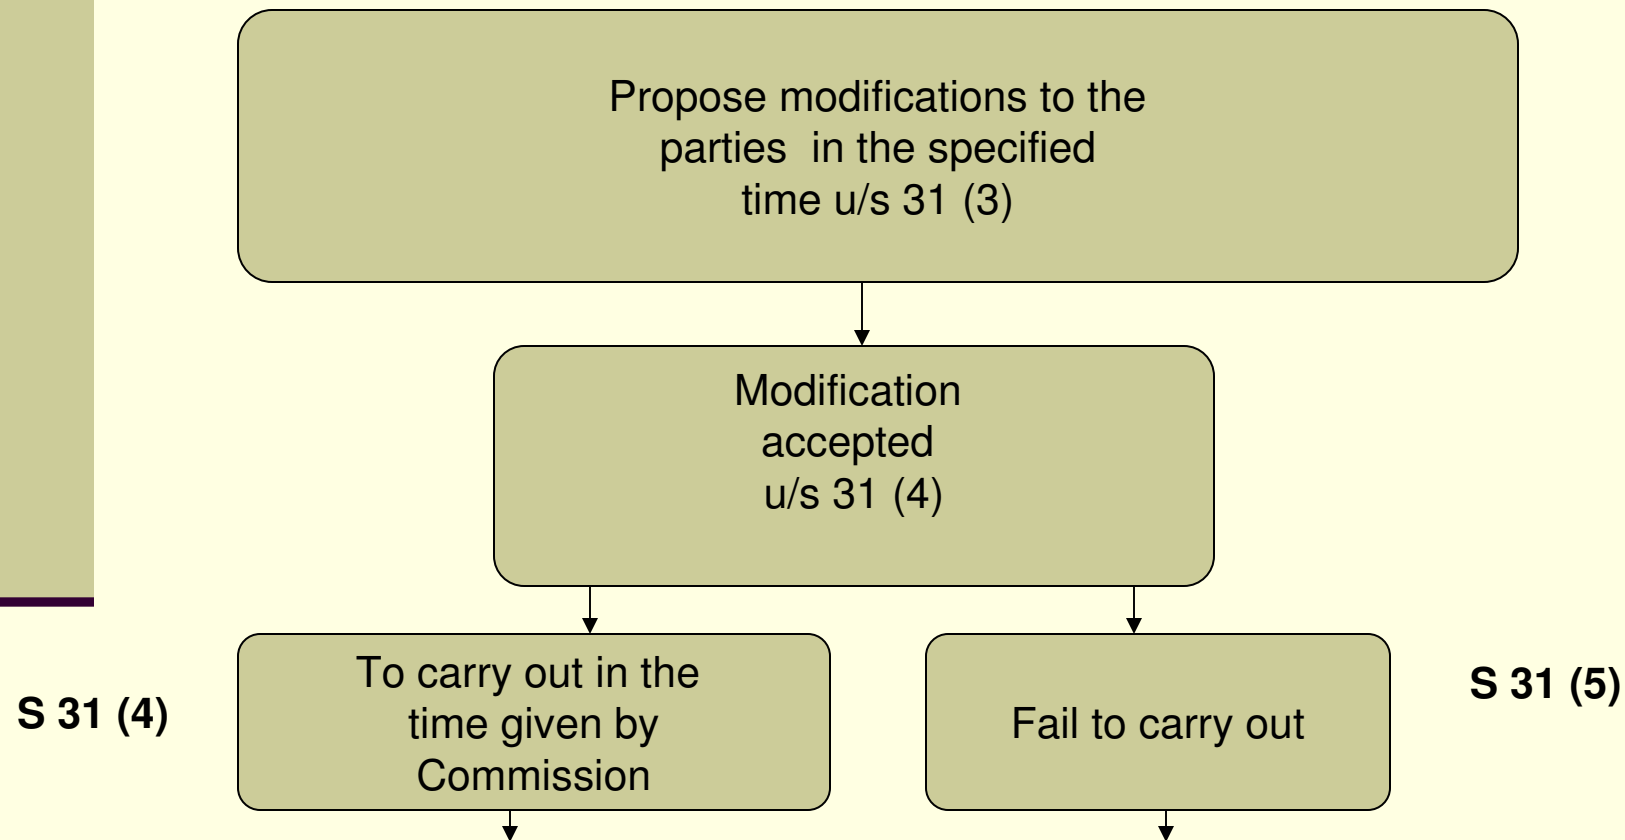 Propose modifications to the
parties  in the specified
time u/s 31 (3)
Modification
accepted
u/s 31 (4)
S 31 (4)
To carry out in the
time given by
Commission
Fail to carry out
S 31 (5)